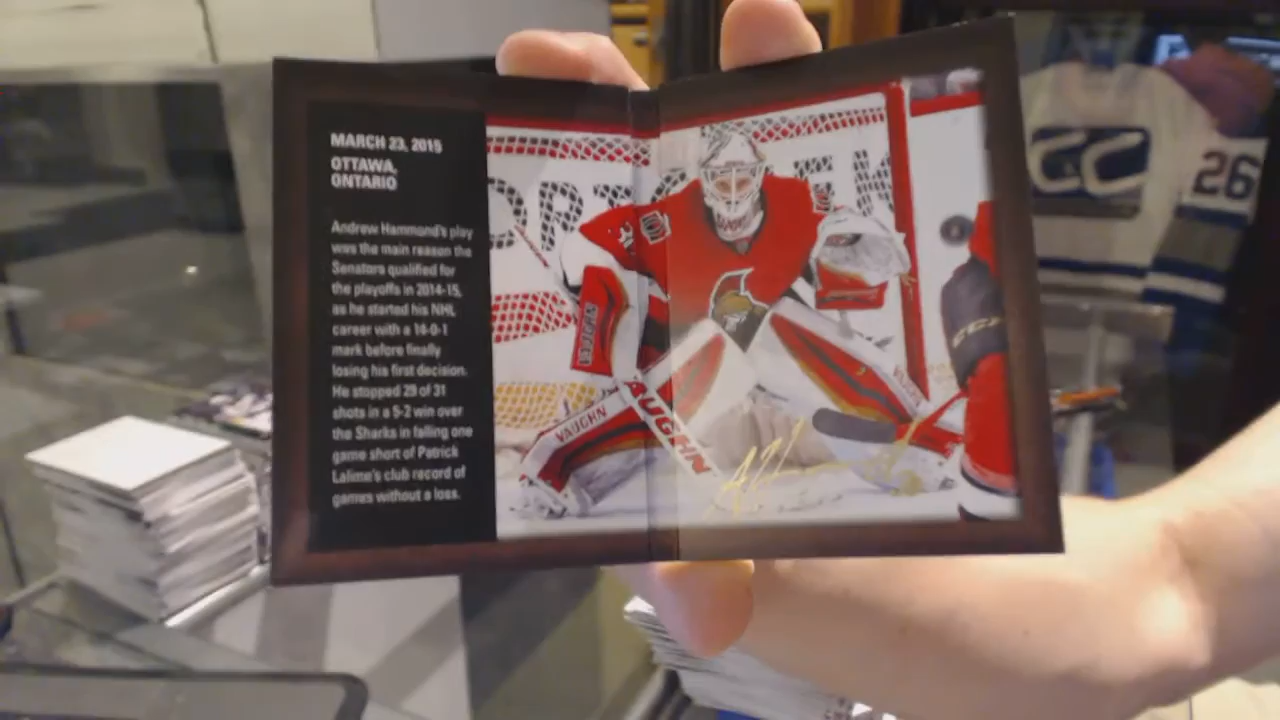 MARCH 23, 2015
OTTAWA,
ONTARIO
Andrew Hammond's play
was the main reason the
Senators qualified for
the playoffs in 2014-15,
as he started his NHL
career with a 14-0-1
mark before finally
losing his first decision.
He stopped 29 of 31
shots in a 5-2 win over
the Sharks in falling one
game short of Patrick
Lalime's club record of
games without a loss.
VAUGHN
VAUGHN
VAUGHN
CCM
26